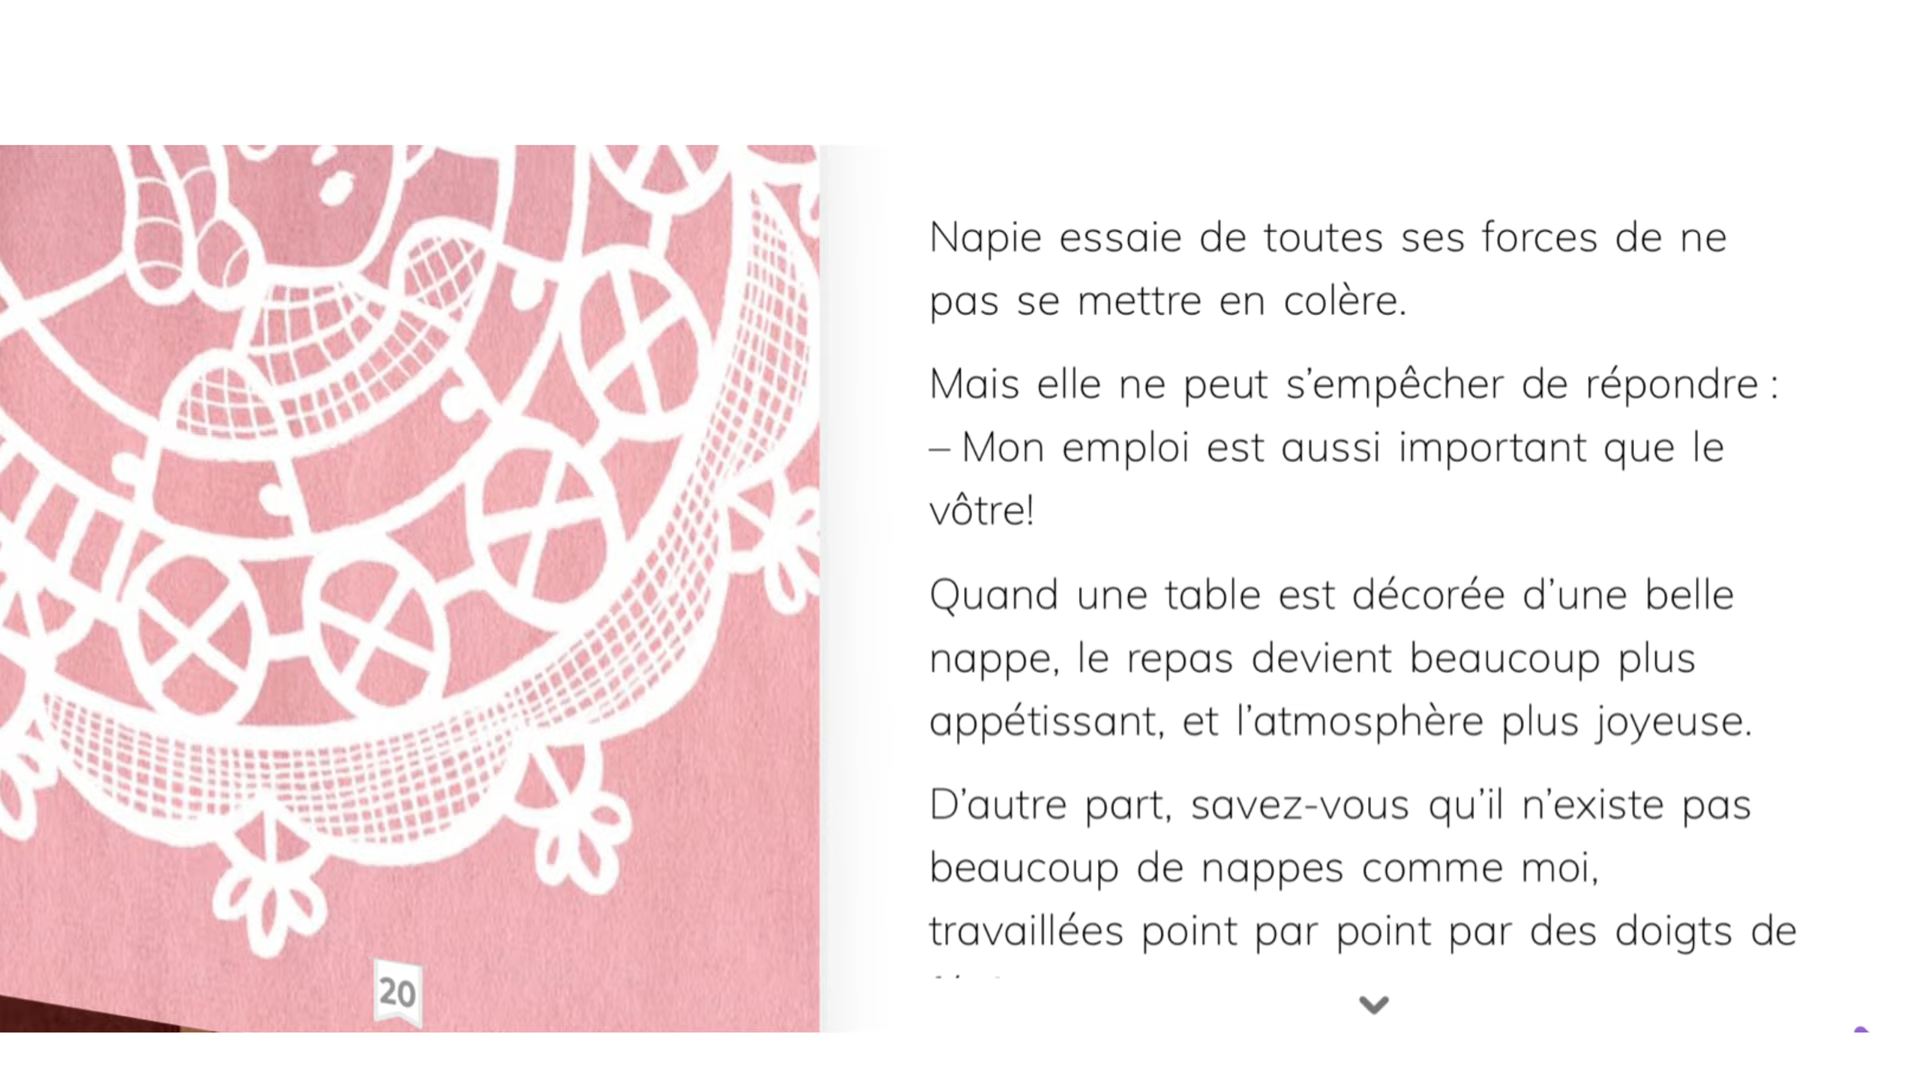 Napie essaie de toutes ses forces de ne
pas se mettre en colère.
Mais elle ne peut s’empêcher de répondre :
– Mon emploi est aussi important que le
vôtre!
Quand une table est décorée d’une belle
nappe, le repas devient beaucoup plus
appétissant, et l’atmosphère plus joyeuse.
D’autre part, savez-vous qu’il n’existe pas
beaucoup de nappes comme moi,
travaillées point par point par des doigts de
20